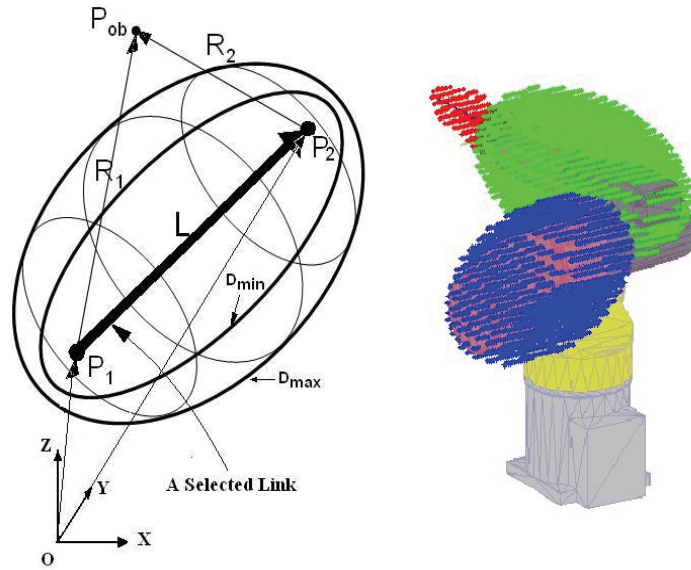 P_ob
R_2
R_1
P_2
L
D_min
P_1
D_max
Z
Y
A Selected Link
X
O